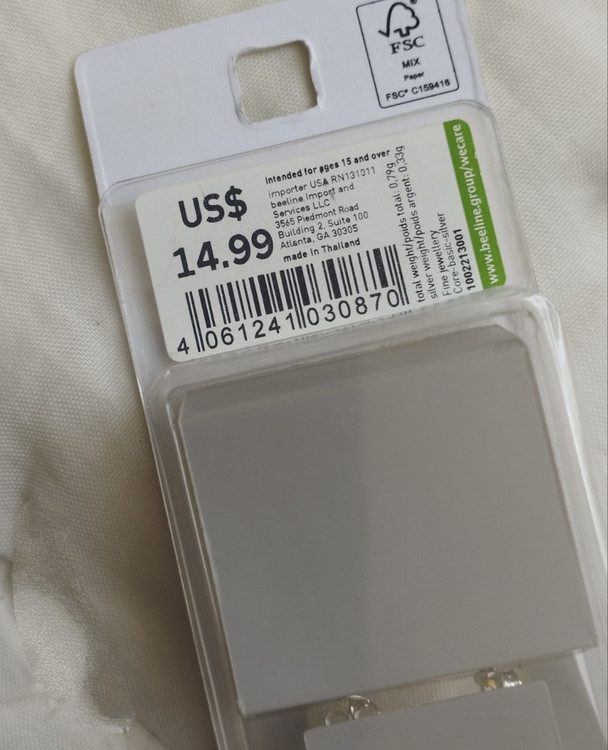 FSC
MIX
Paper
FSC® C159416
US$
14.99
Intended for ages 15 and over
importer USA RN131011
beeline Import and
Services LLC
3565 Piedmont Road
Building 2, Suite 100
Atlanta, GA 30305
made in Thailand
4 061241 030870
total weight/poids total: 0,79g
silver weight/poids argent: 0,33g
Fine jewellery
Core-basic-silver
1002213001
www.beeline.group/wecare